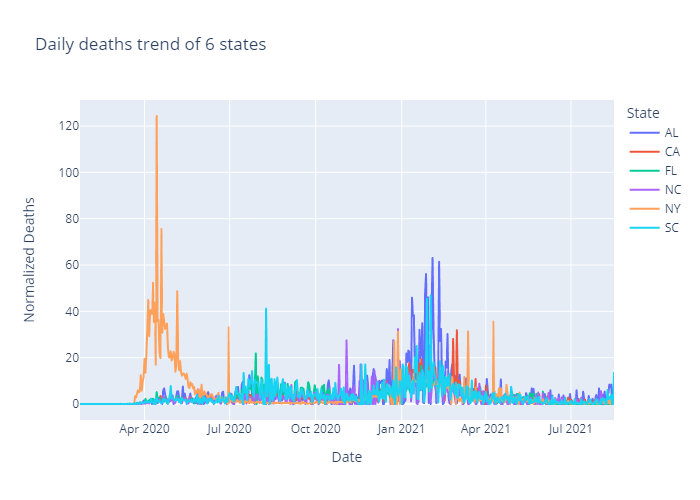 Daily deaths trend of 6 states
State
AL
CA
FL
NC
NY
SC
Normalized Deaths
120
100
80
60
40
20
0
Apr 2020 Jul 2020 Oct 2020 Jan 2021 Apr 2021 Jul 2021
Date